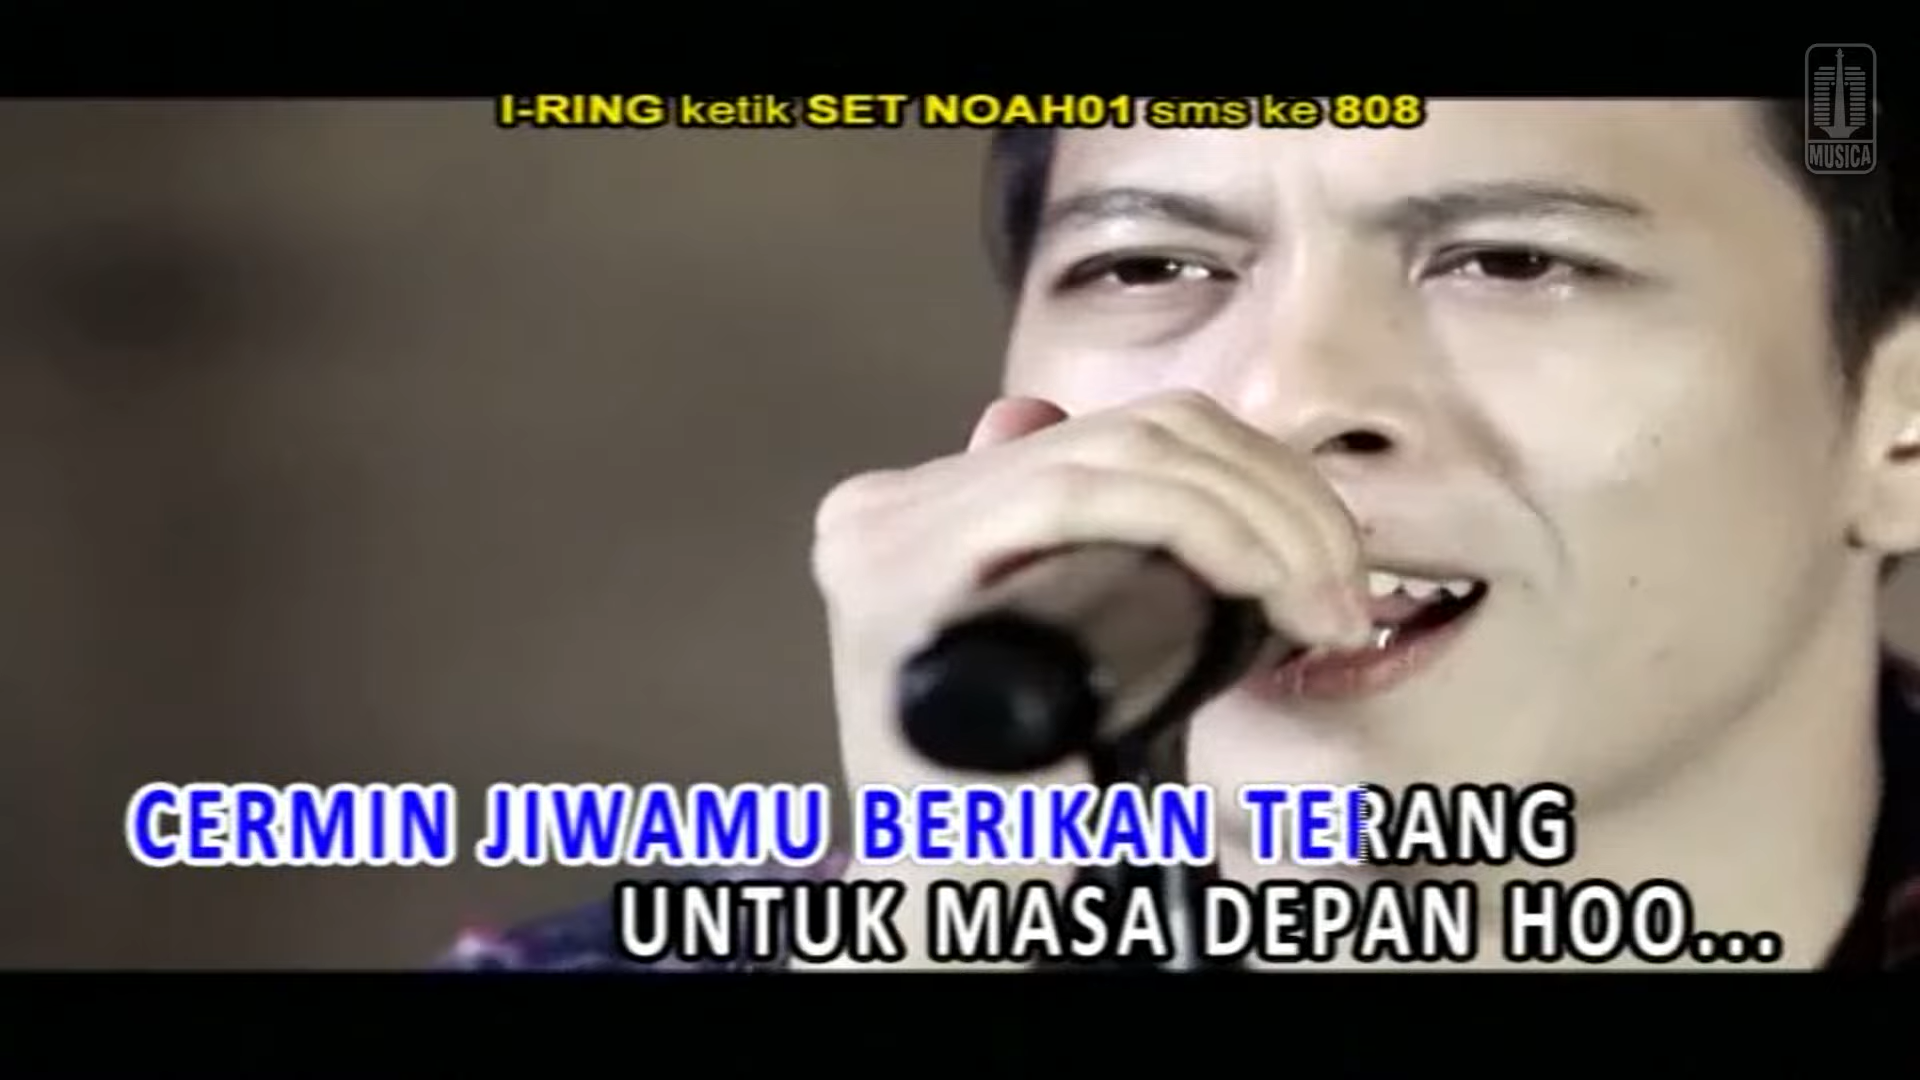 I-RING ketik SET NOAH01 sms ke 808
MUSICA
CERMIN JIWAMU BERIKAN TERANG
UNTUK MASA DEPAN HOO...